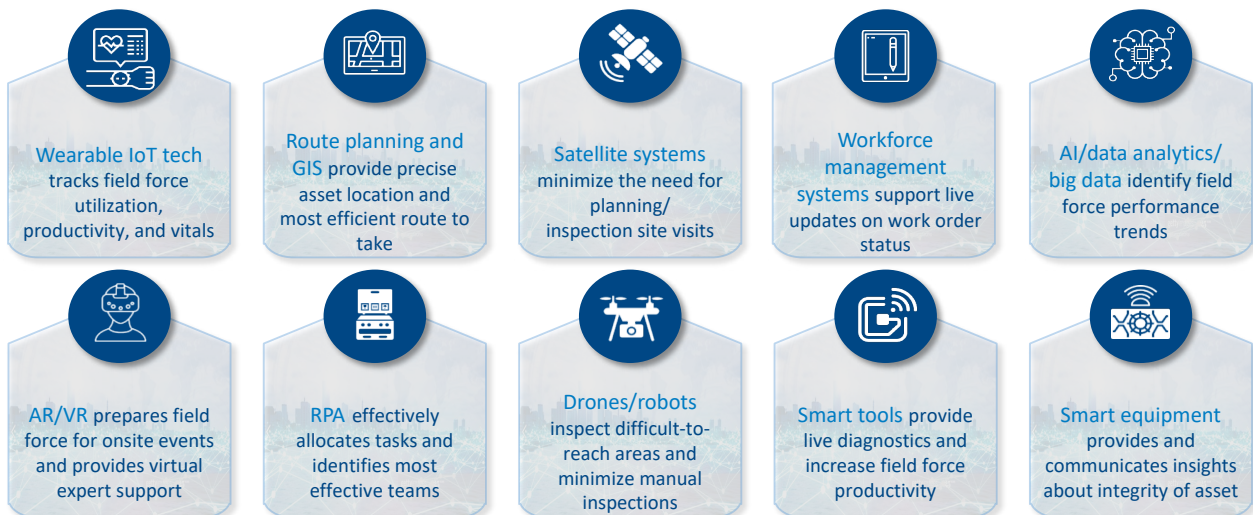 Wearable IoT tech
tracks field force
utilization,
productivity, and vitals
Route planning and
GIS provide precise
asset location and
most efficient route to
take
Satellite systems
minimize the need for
planning/
inspection site visits
Workforce
management
systems support live
updates on work order
status
AI/data analytics/
big data identify field
force performance
trends
AR/VR prepares field
force for onsite events
and provides virtual
expert support
RPA effectively
allocates tasks and
identifies most
effective teams
Drones/robots
inspect difficult-to-
reach areas and
minimize manual
inspections
Smart tools provide
live diagnostics and
increase field force
productivity
Smart equipment
provides and
communicates insights
about integrity of asset